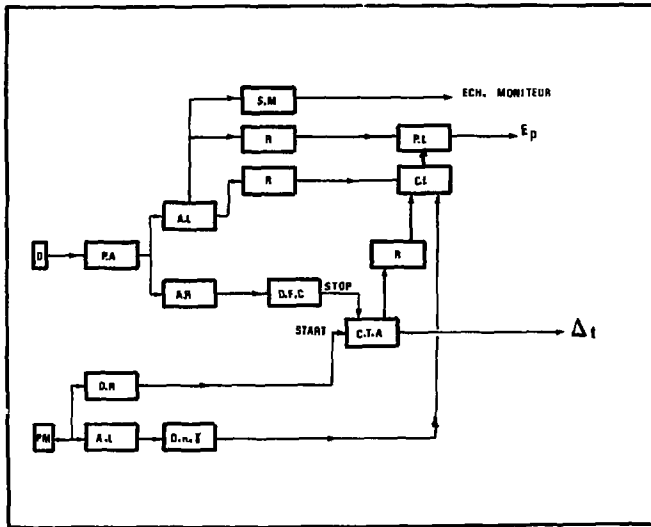 S.M
ECH. MONITEUR
R
P.L
Ep
R
C.I
A.L
D
P.A
R
A.R
D.F.C
STOP
START
C.T.A
Δt
D.R
PM
A.L
D.n.γ